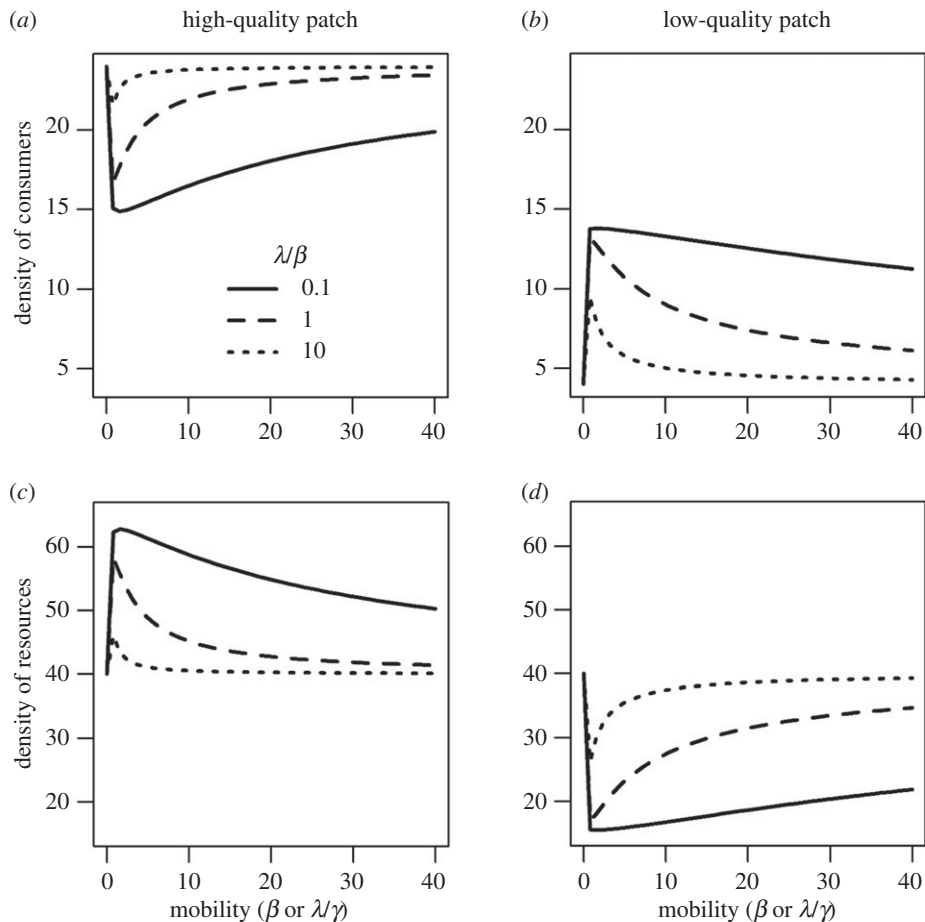 (a) high-quality patch
(b) low-quality patch
density of consumers
20
15
10
5
λ/β
0.1
1
10
0 10 20 30 40
20
15
10
5
0 10 20 30 40
(c)
density of resources
60
50
40
30
20
0 10 20 30 40
mobility (β or λ/γ)
(d)
60
50
40
30
20
0 10 20 30 40
mobility (β or λ/γ)